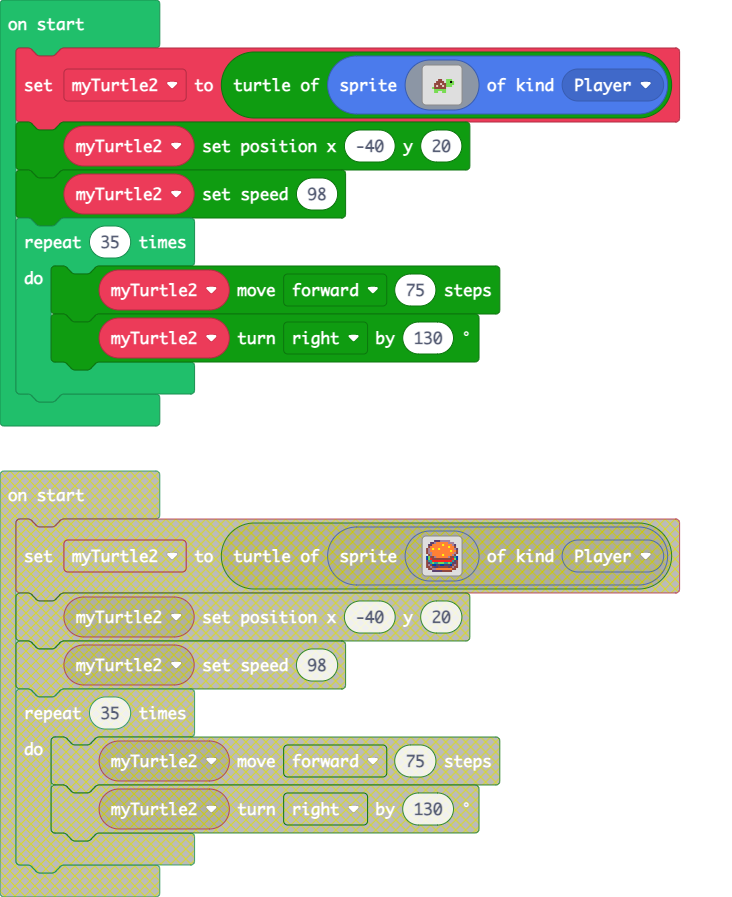 on start
set myTurtle2 to turtle of sprite of kind Player
myTurtle2 set position x -40 y 20
myTurtle2 set speed 98
repeat 35 times
do
myTurtle2 move forward 75 steps
myTurtle2 turn right by 130 °
on start
set myTurtle2 to turtle of sprite of kind Player
myTurtle2 set position x -40 y 20
myTurtle2 set speed 98
repeat 35 times
do
myTurtle2 move forward 75 steps
myTurtle2 turn right by 130 °